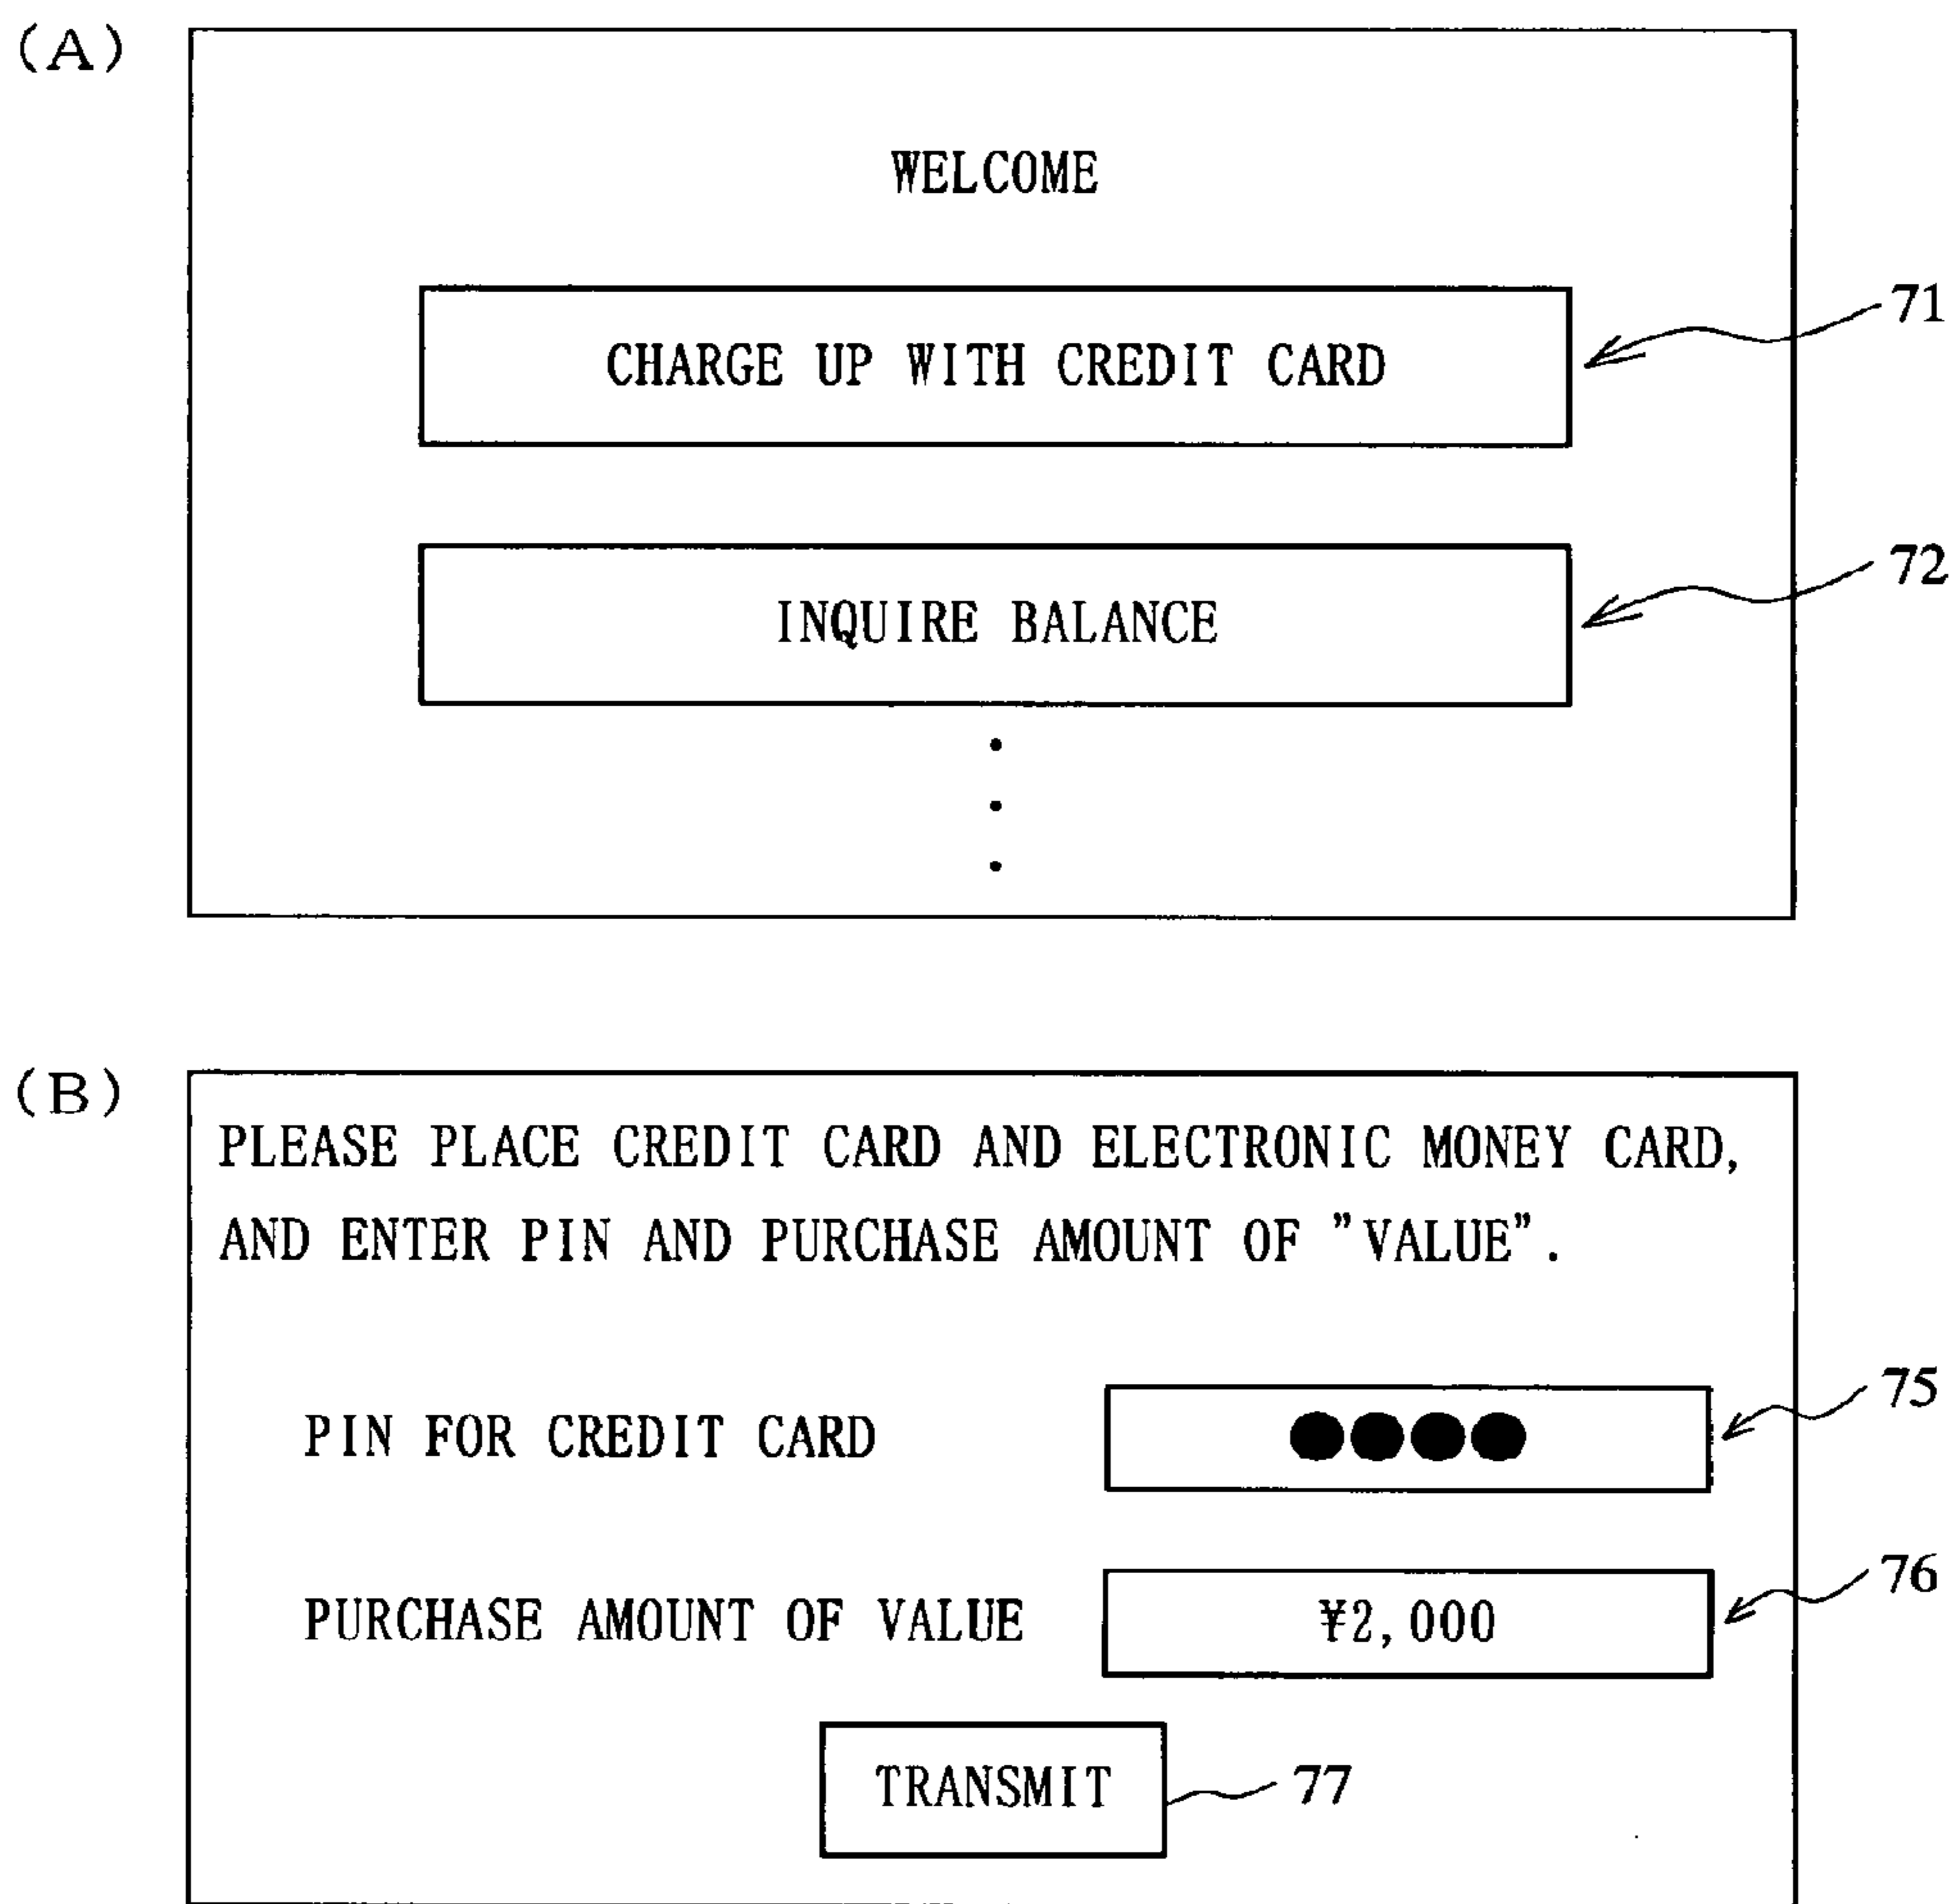 (A)
WELCOME
CHARGE UP WITH CREDIT CARD
71
INQUIRE BALANCE
72
(B)
PLEASE PLACE CREDIT CARD AND ELECTRONIC MONEY CARD,
AND ENTER PIN AND PURCHASE AMOUNT OF "VALUE".
PIN FOR CREDIT CARD
●●●●
75
PURCHASE AMOUNT OF VALUE
¥2,000
76
TRANSMIT
77